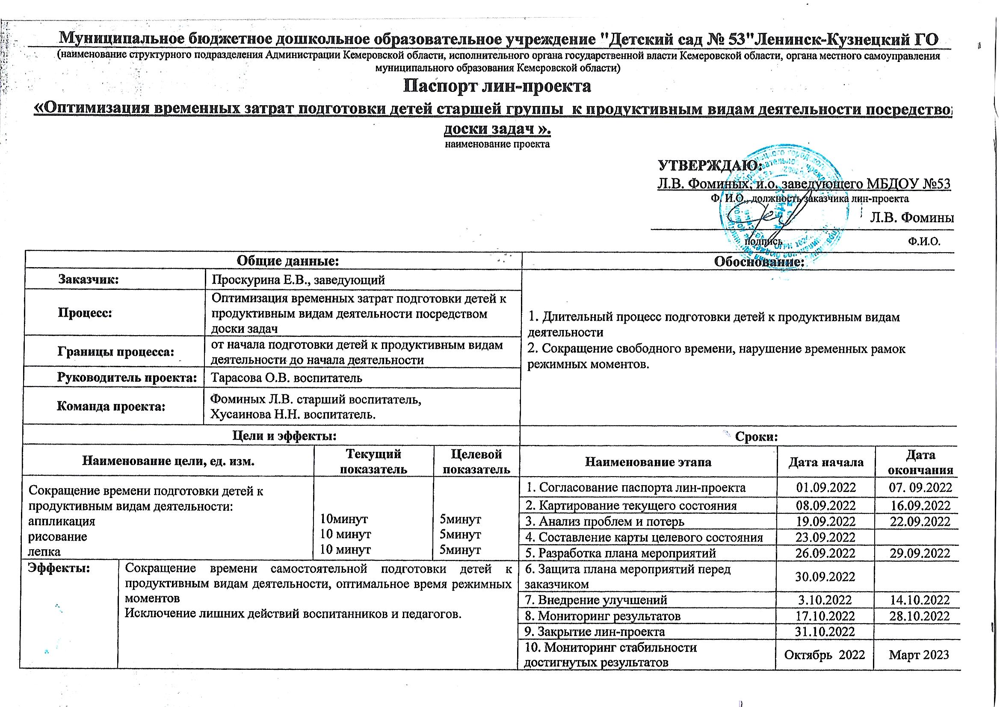 Муниципальное бюджетное дошкольное образовательное учреждение "Детский сад № 53"Ленинск-Кузнецкий ГО
(наименование структурного подразделения Администрации Кемеровской области, исполнительного органа государственной власти Кемеровской области, органа местного самоуправления
муниципального образования Кемеровской области)
Паспорт лин-проекта
«Оптимизация временных затрат подготовки детей старшей группы к продуктивным видам деятельности посредство
доски задач ».
наименование проекта
УТВЕРЖДАЮ:
Л.В. Фоминых, и.о. заведующего МБДОУ №53
Ф. И.О., должность заказчика лин-проекта
Л.В. Фомины
подпись Ф.И.О.
Общие данные:
Обоснование:
Заказчик:
Проскурина Е.В., заведующий
Процесс:
Оптимизация временных затрат подготовки детей к
продуктивным видам деятельности посредством
доски задач
Границы процесса:
от начала подготовки детей к продуктивным видам
деятельности до начала деятельности
Руководитель проекта:
Тарасова О.В. воспитатель
Команда проекта:
Фоминых Л.В. старший воспитатель,
Хусаинова Н.Н. воспитатель.
1. Длительный процесс подготовки детей к продуктивным видам
деятельности
2. Сокращение свободного времени, нарушение временных рамок
режимных моментов.
Цели и эффекты:
Наименование цели, ед. изм.
Текущий
показатель
Целевой
показатель
Сокращение времени подготовки детей к
продуктивным видам деятельности:
аппликация 10минут 5минут
рисование 10 минут 5минут
лепка 10 минут 5минут
Эффекты:
Сокращение времени самостоятельной подготовки детей к
продуктивным видам деятельности, оптимальное время режимных
моментов
Исключение лишних действий воспитанников и педагогов.
Сроки:
Наименование этапа
Дата начала
Дата
окончания
1. Согласование паспорта лин-проекта 01.09.2022 07. 09.2022
2. Картирование текущего состояния 08.09.2022 16.09.2022
3. Анализ проблем и потерь 19.09.2022 22.09.2022
4. Составление карты целевого состояния 23.09.2022
5. Разработка плана мероприятий 26.09.2022 29.09.2022
6. Защита плана мероприятий перед
заказчиком 30.09.2022
7. Внедрение улучшений 3.10.2022 14.10.2022
8. Мониторинг результатов 17.10.2022 28.10.2022
9. Закрытие лин-проекта 31.10.2022
10. Мониторинг стабильности
достигнутых результатов Октябрь 2022 Март 2023